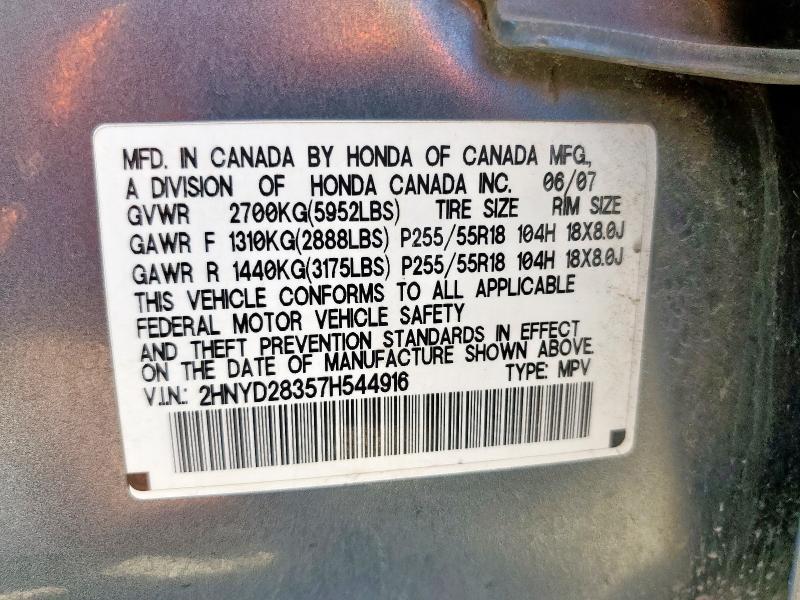 MFD. IN CANADA BY HONDA OF CANADA MFG.,
A DIVISION OF HONDA CANADA INC. 06/07
GVWR 2700KG(5952LBS) TIRE SIZE RIM SIZE
GAWR F 1310KG(2888LBS) P255/55R18 104H 18X8.0J
GAWR R 1440KG(3175LBS) P255/55R18 104H 18X8.0J
THIS VEHICLE CONFORMS TO ALL APPLICABLE
FEDERAL MOTOR VEHICLE SAFETY
AND THEFT PREVENTION STANDARDS IN EFFECT
ON THE DATE OF MANUFACTURE SHOWN ABOVE.
V.I.N.: 2HNYD28357H544916 TYPE: MPV